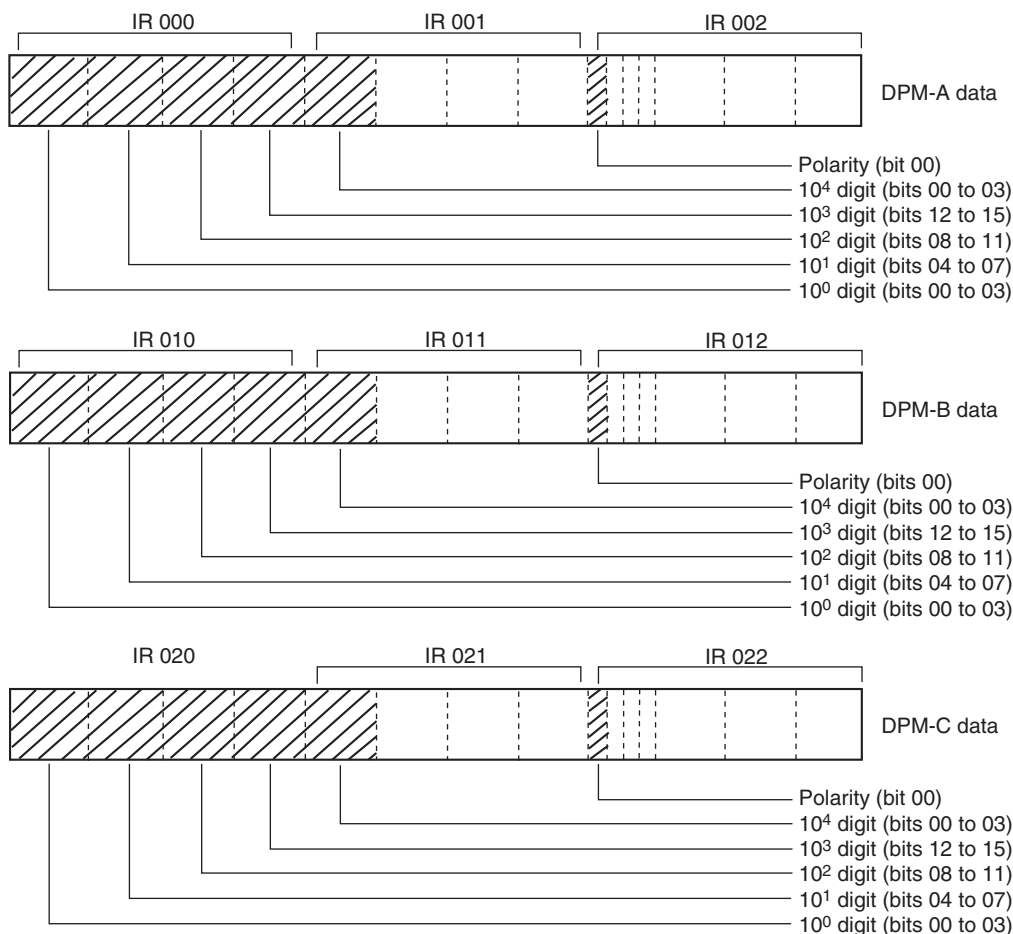 IR 000 IR 001 IR 002
DPM-A data
Polarity (bit 00)
10⁴ digit (bits 00 to 03)
10³ digit (bits 12 to 15)
10² digit (bits 08 to 11)
10¹ digit (bits 04 to 07)
10⁰ digit (bits 00 to 03)
IR 010 IR 011 IR 012
DPM-B data
Polarity (bits 00)
10⁴ digit (bits 00 to 03)
10³ digit (bits 12 to 15)
10² digit (bits 08 to 11)
10¹ digit (bits 04 to 07)
10⁰ digit (bits 00 to 03)
IR 020 IR 021 IR 022
DPM-C data
Polarity (bit 00)
10⁴ digit (bits 00 to 03)
10³ digit (bits 12 to 15)
10² digit (bits 08 to 11)
10¹ digit (bits 04 to 07)
10⁰ digit (bits 00 to 03)